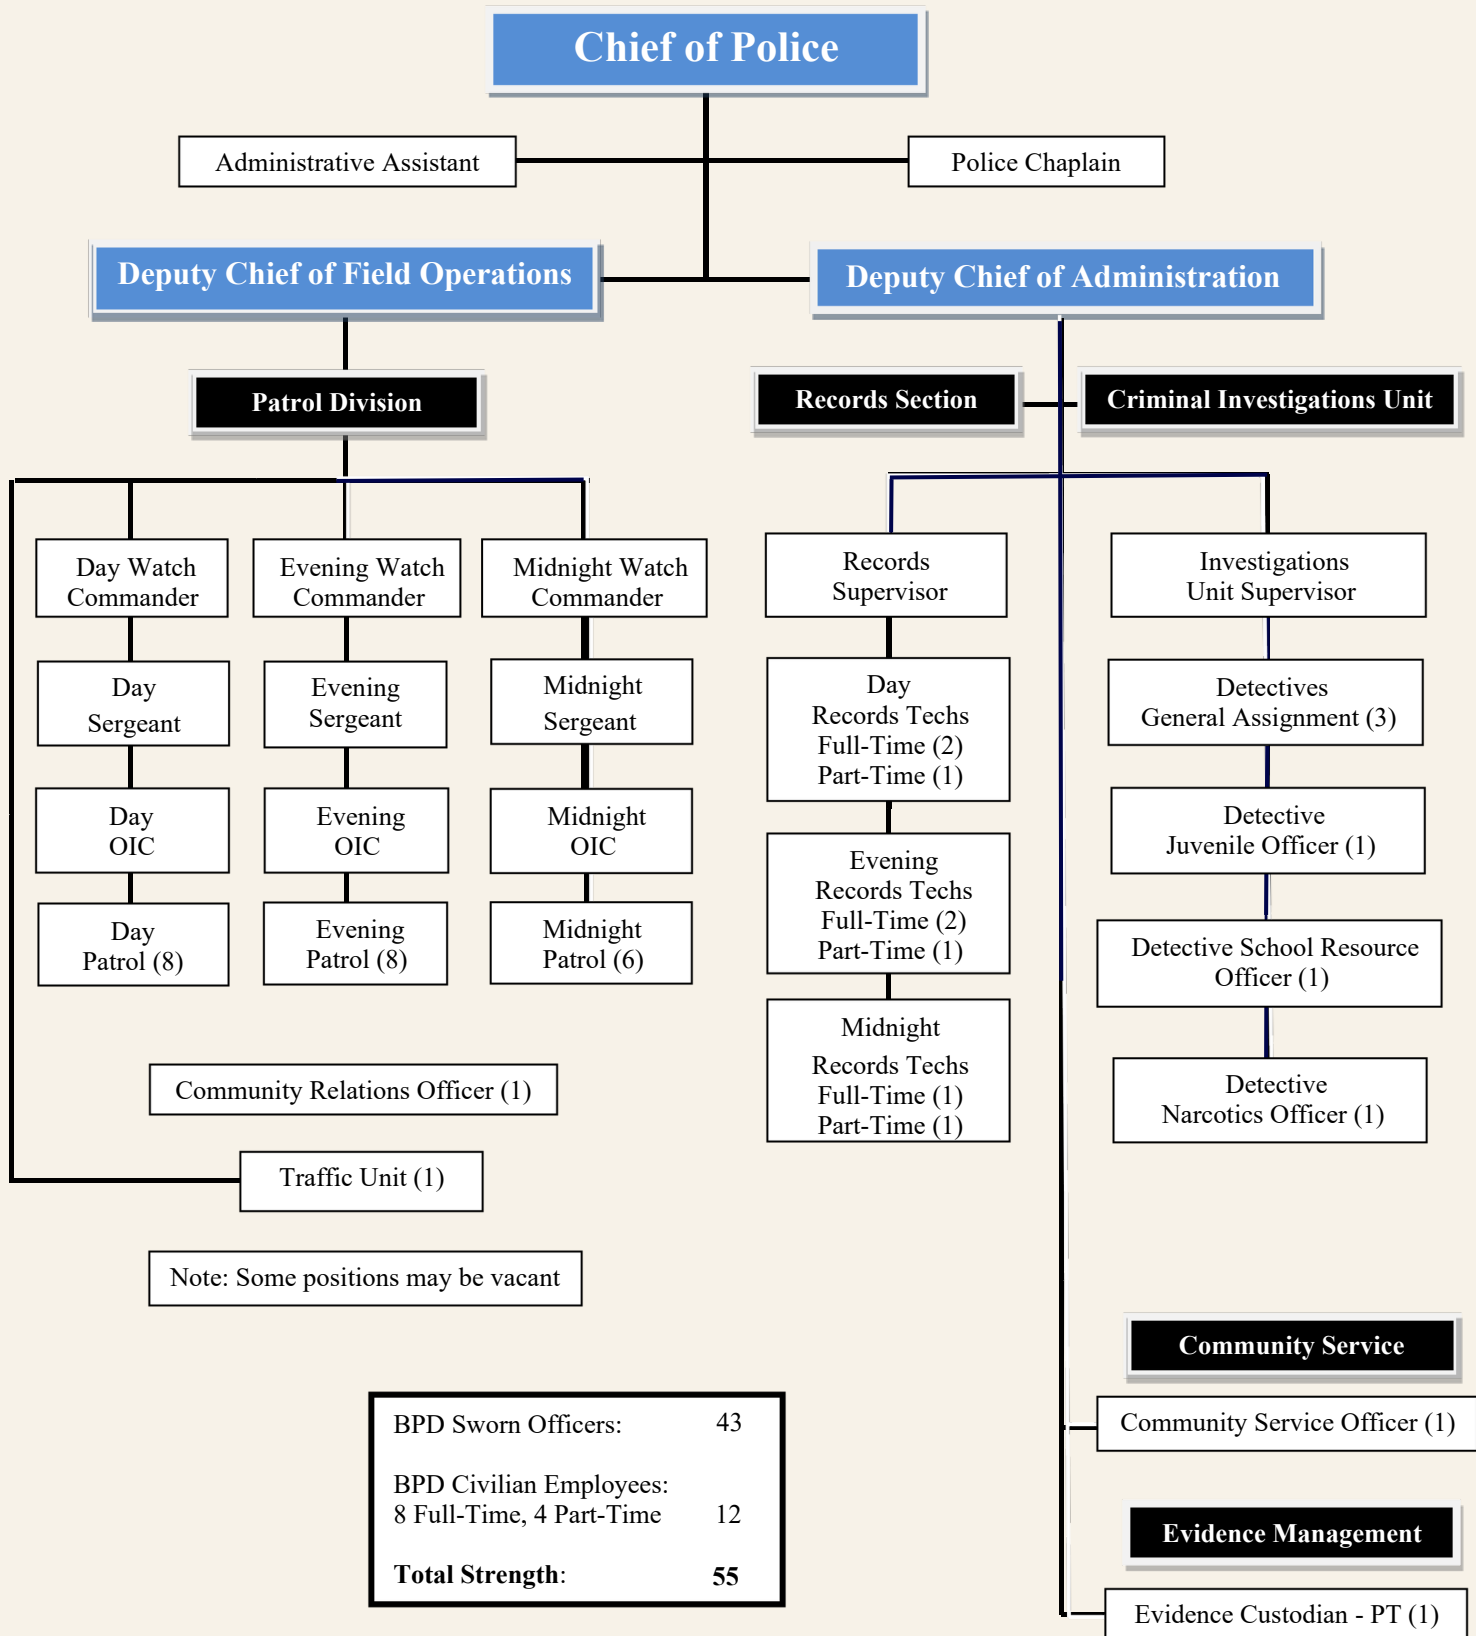 Chief of Police
Administrative Assistant
Police Chaplain
Deputy Chief of Field Operations
Deputy Chief of Administration
Patrol Division
Records Section
Criminal Investigations Unit
Day Watch
Commander
Evening Watch
Commander
Midnight Watch
Commander
Records
Supervisor
Investigations
Unit Supervisor
Day
Sergeant
Evening
Sergeant
Midnight
Sergeant
Day
Records Techs
Full-Time (2)
Part-Time (1)
Detectives
General Assignment (3)
Day
OIC
Evening
OIC
Midnight
OIC
Detective
Juvenile Officer (1)
Day
Patrol (8)
Evening
Patrol (8)
Midnight
Patrol (6)
Evening
Records Techs
Full-Time (2)
Part-Time (1)
Detective School Resource
Officer (1)
Midnight
Records Techs
Full-Time (1)
Part-Time (1)
Detective
Narcotics Officer (1)
Community Relations Officer (1)
Traffic Unit (1)
Note: Some positions may be vacant
Community Service
Community Service Officer (1)
Evidence Management
Evidence Custodian - PT (1)
BPD Sworn Officers: 43
BPD Civilian Employees:
8 Full-Time, 4 Part-Time 12
Total Strength: 55